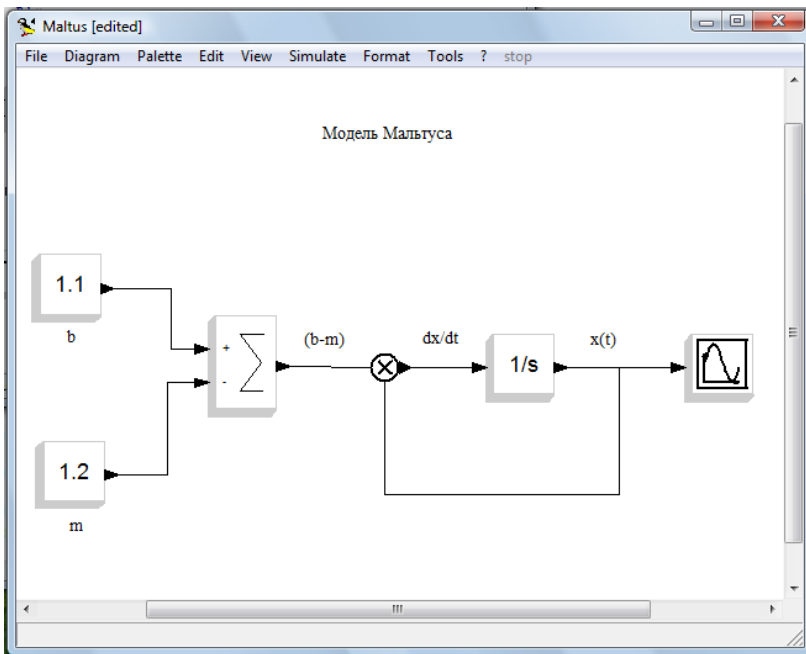 Maltus [edited]
File Diagram Palette Edit View Simulate Format Tools ? stop
Модель Мальтуса
1.1
b
+
-
(b-m)
dx/dt
1/s
x(t)
1.2
m